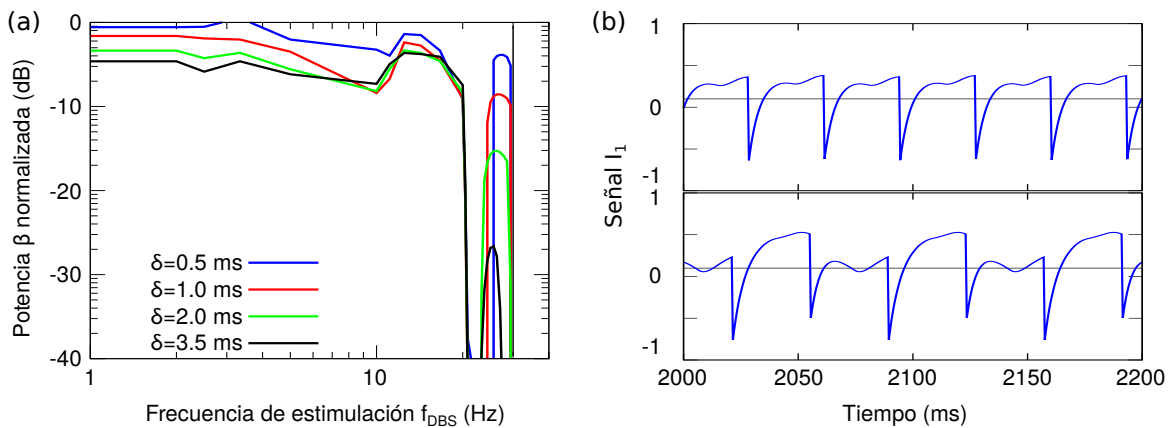 (a)
Potencia β normalizada (dB)
0
-10
-20
-30
-40
δ=0.5 ms
δ=1.0 ms
δ=2.0 ms
δ=3.5 ms
1
10
Frecuencia de estimulación f_DBS (Hz)
(b)
Señal I_1
1
0
-1
1
0
-1
2000
2050
2100
2150
2200
Tiempo (ms)